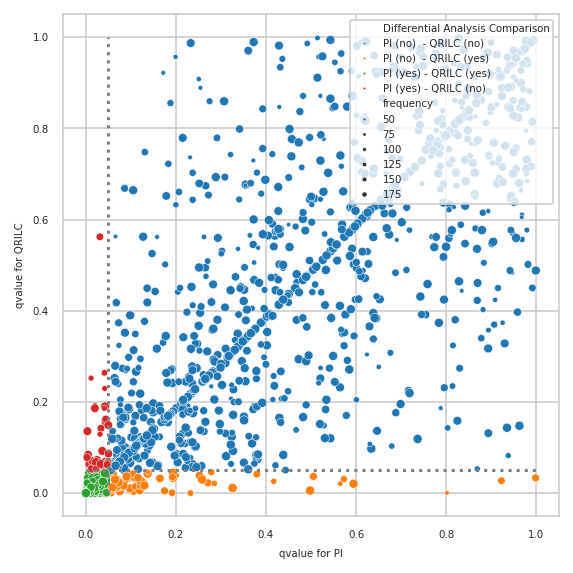 Differential Analysis Comparison
PI (no) - QRILC (no)
PI (no) - QRILC (yes)
PI (yes) - QRILC (yes)
PI (yes) - QRILC (no)
frequency
50
75
100
125
150
175
1.0
0.8
0.6
0.4
0.2
0.0
qvalue for QRILC
0.0 0.2 0.4 0.6 0.8 1.0
qvalue for PI